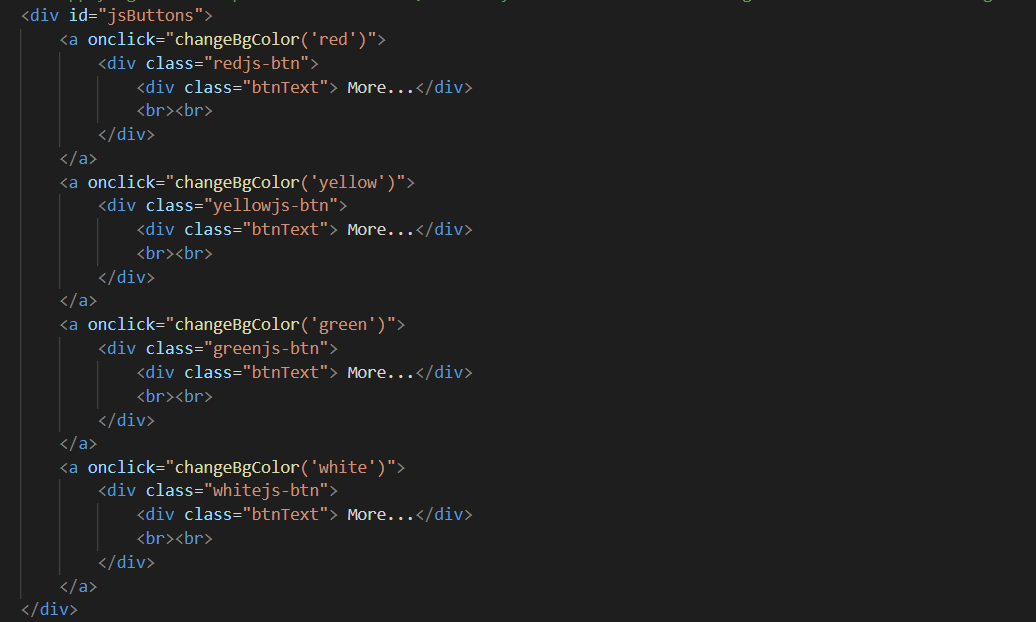 <div id="jsButtons">
    <a onclick="changeBgColor('red')">
        <div class="redjs-btn">
            <div class="btnText"> More...</div>
            <br><br>
        </div>
    </a>
    <a onclick="changeBgColor('yellow')">
        <div class="yellowjs-btn">
            <div class="btnText"> More...</div>
            <br><br>
        </div>
    </a>
    <a onclick="changeBgColor('green')">
        <div class="greenjs-btn">
            <div class="btnText"> More...</div>
            <br><br>
        </div>
    </a>
    <a onclick="changeBgColor('white')">
        <div class="whitejs-btn">
            <div class="btnText"> More...</div>
            <br><br>
        </div>
    </a>
</div>